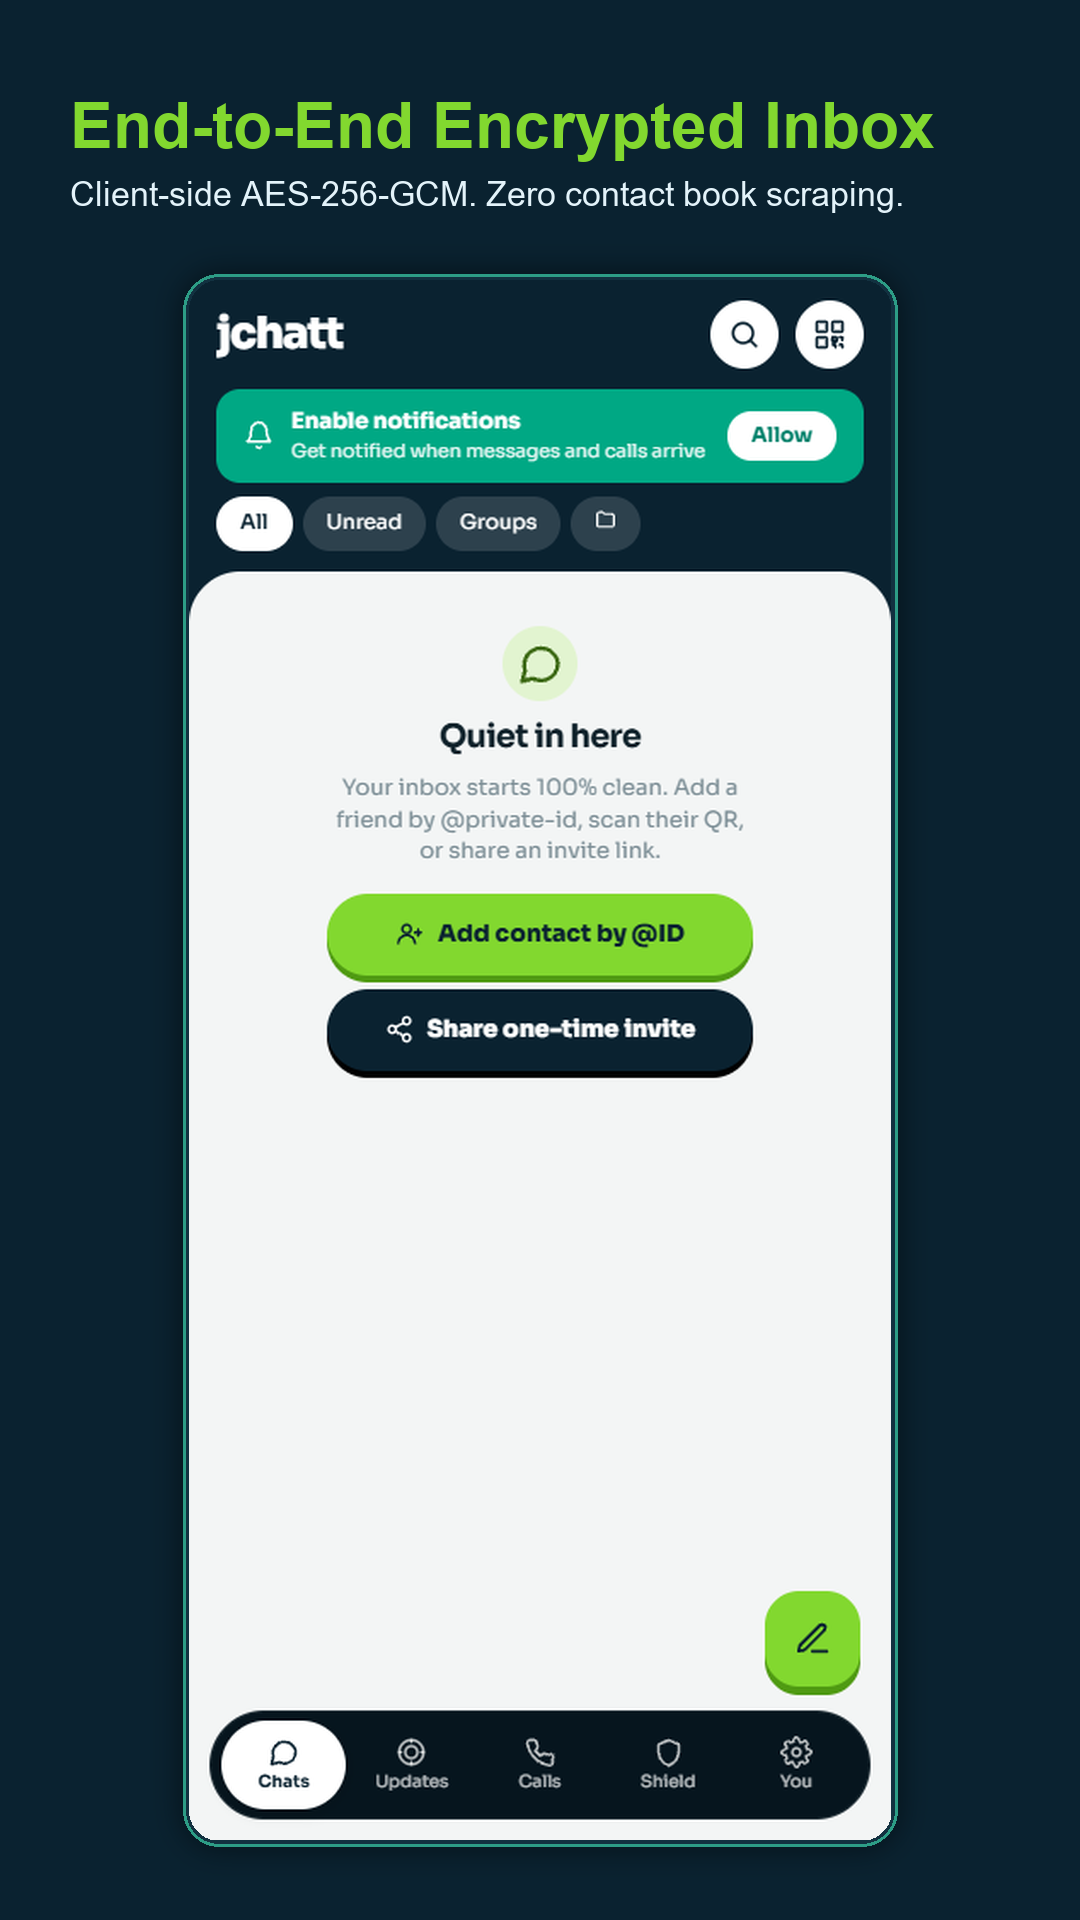 End-to-End Encrypted Inbox
Client-side AES-256-GCM. Zero contact book scraping.
jchatt
Enable notifications
Get notified when messages and calls arrive
Allow
All
Unread
Groups
Quiet in here
Your inbox starts 100% clean. Add a
friend by @private-id, scan their QR,
or share an invite link.
Add contact by @ID
Share one-time invite
Chats
Updates
Calls
Shield
You